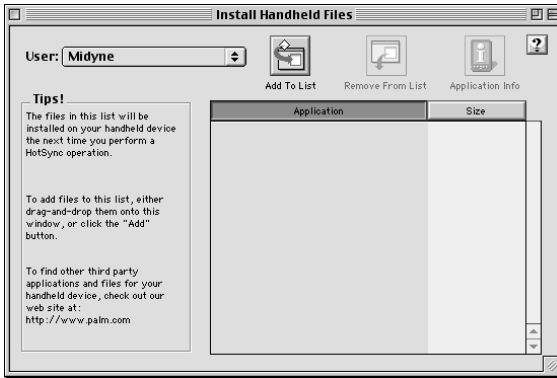 Install Handheld Files
User: Midyne
?
Add To List
Remove From List
Application Info
Tips!
The files in this list will be
installed on your handheld device
the next time you perform a
HotSync operation.
To add files to this list, either
drag-and-drop them onto this
window, or click the "Add"
button.
To find other third party
applications and files for your
handheld device, check out our
web site at:
http://www.palm.com
Application
Size